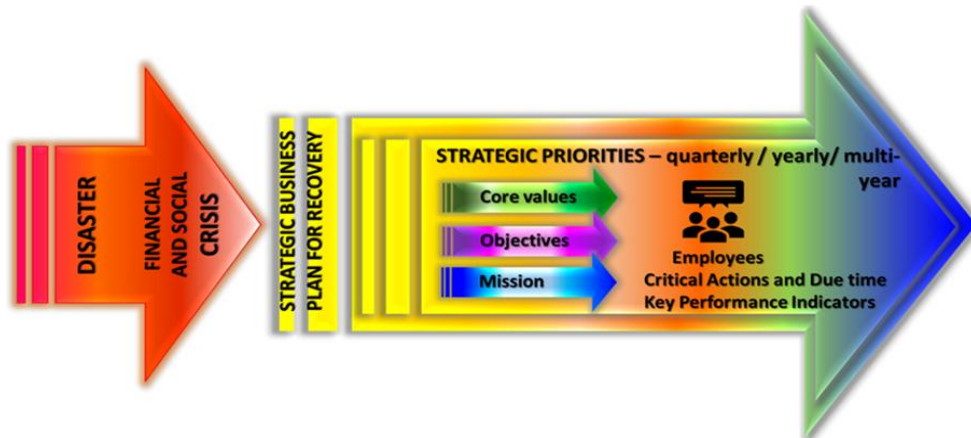 DISASTER
FINANCIAL
AND SOCIAL
CRISIS
STRATEGIC BUSINESS
PLAN FOR RECOVERY
STRATEGIC PRIORITIES – quarterly / yearly/ multi-
year
Core values
Objectives
Mission
Employees
Critical Actions and Due time
Key Performance Indicators